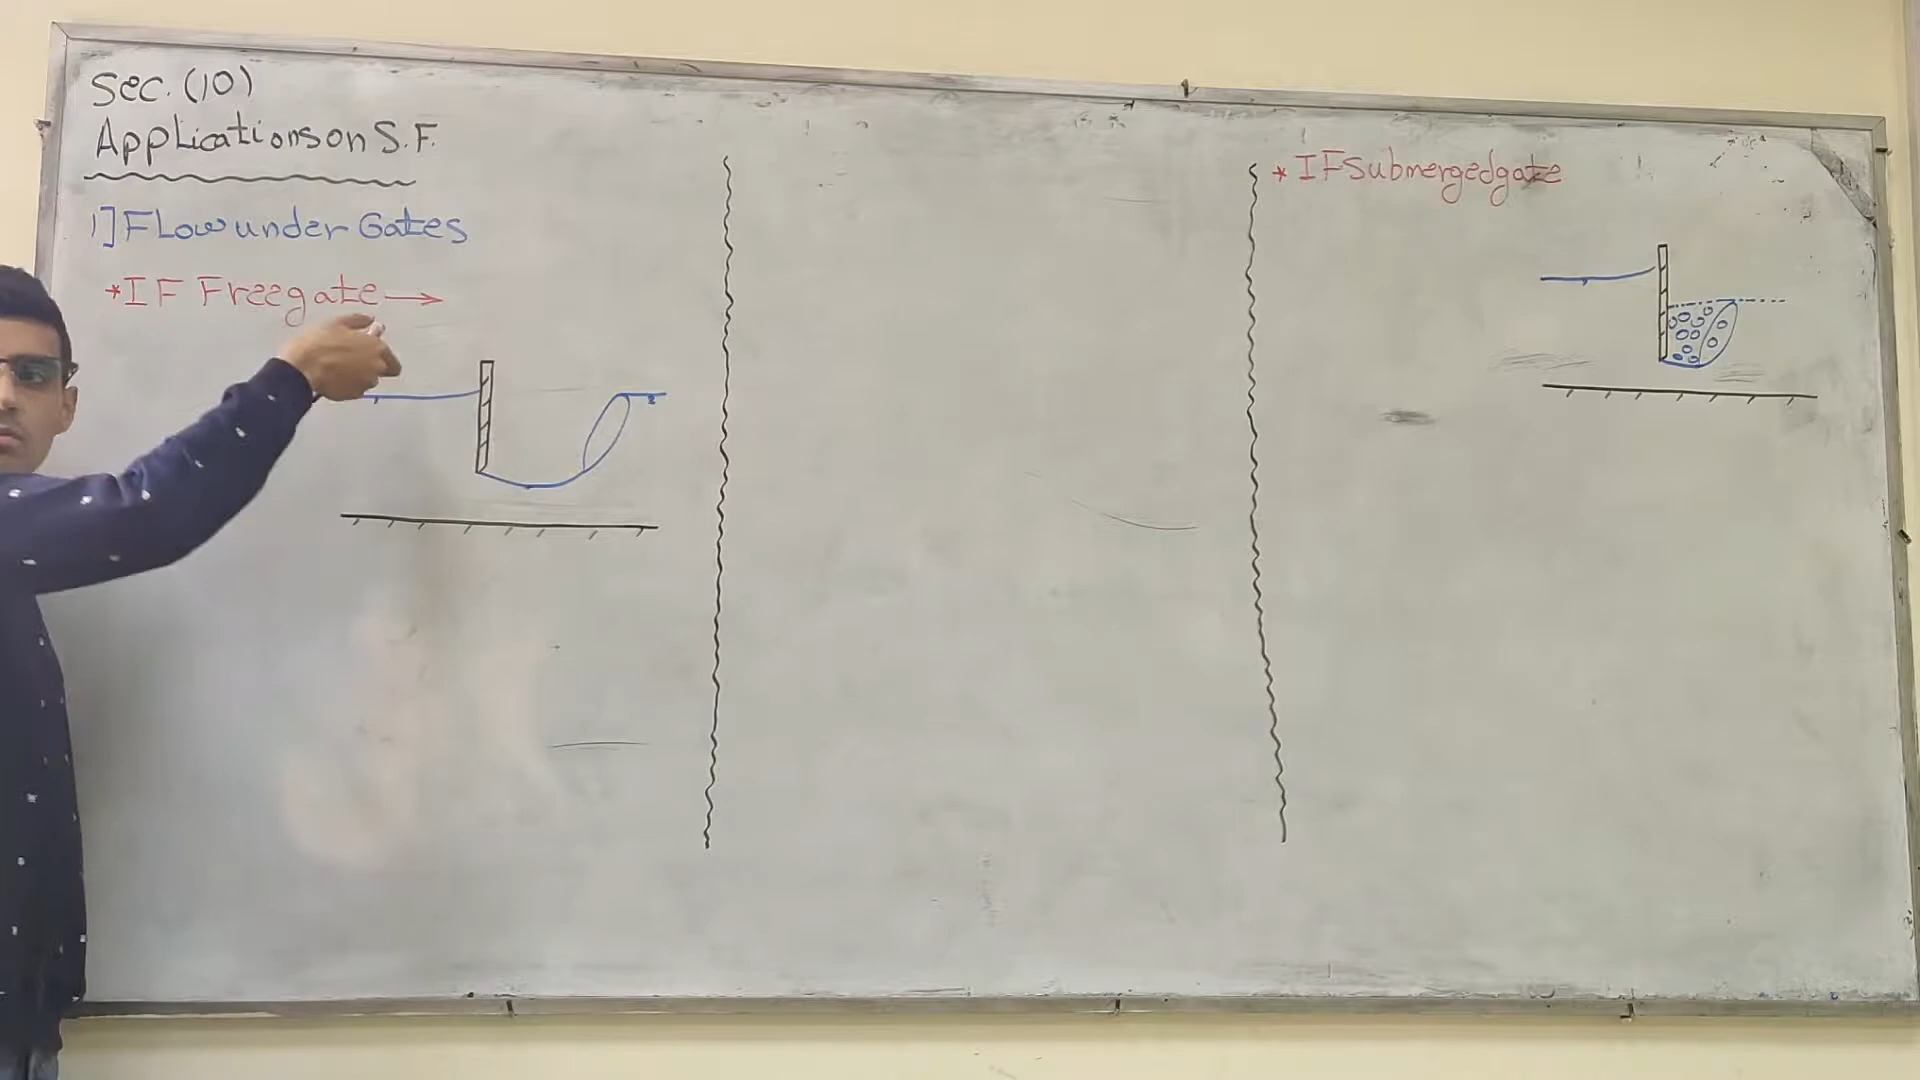 Sec. (10)
Applications on S.F.
1] Flow under Gates
*IF Free gate →
* IF Submerged gate